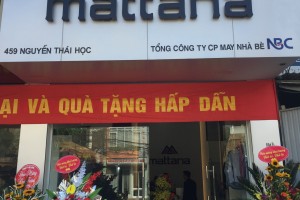 mattana
459 NGUYỄN THÁI HỌC
TỔNG CÔNG TY CP MAY NHÀ BÈ NBC
ẠI VÀ QUÀ TẶNG HẤP DẪN
mattana